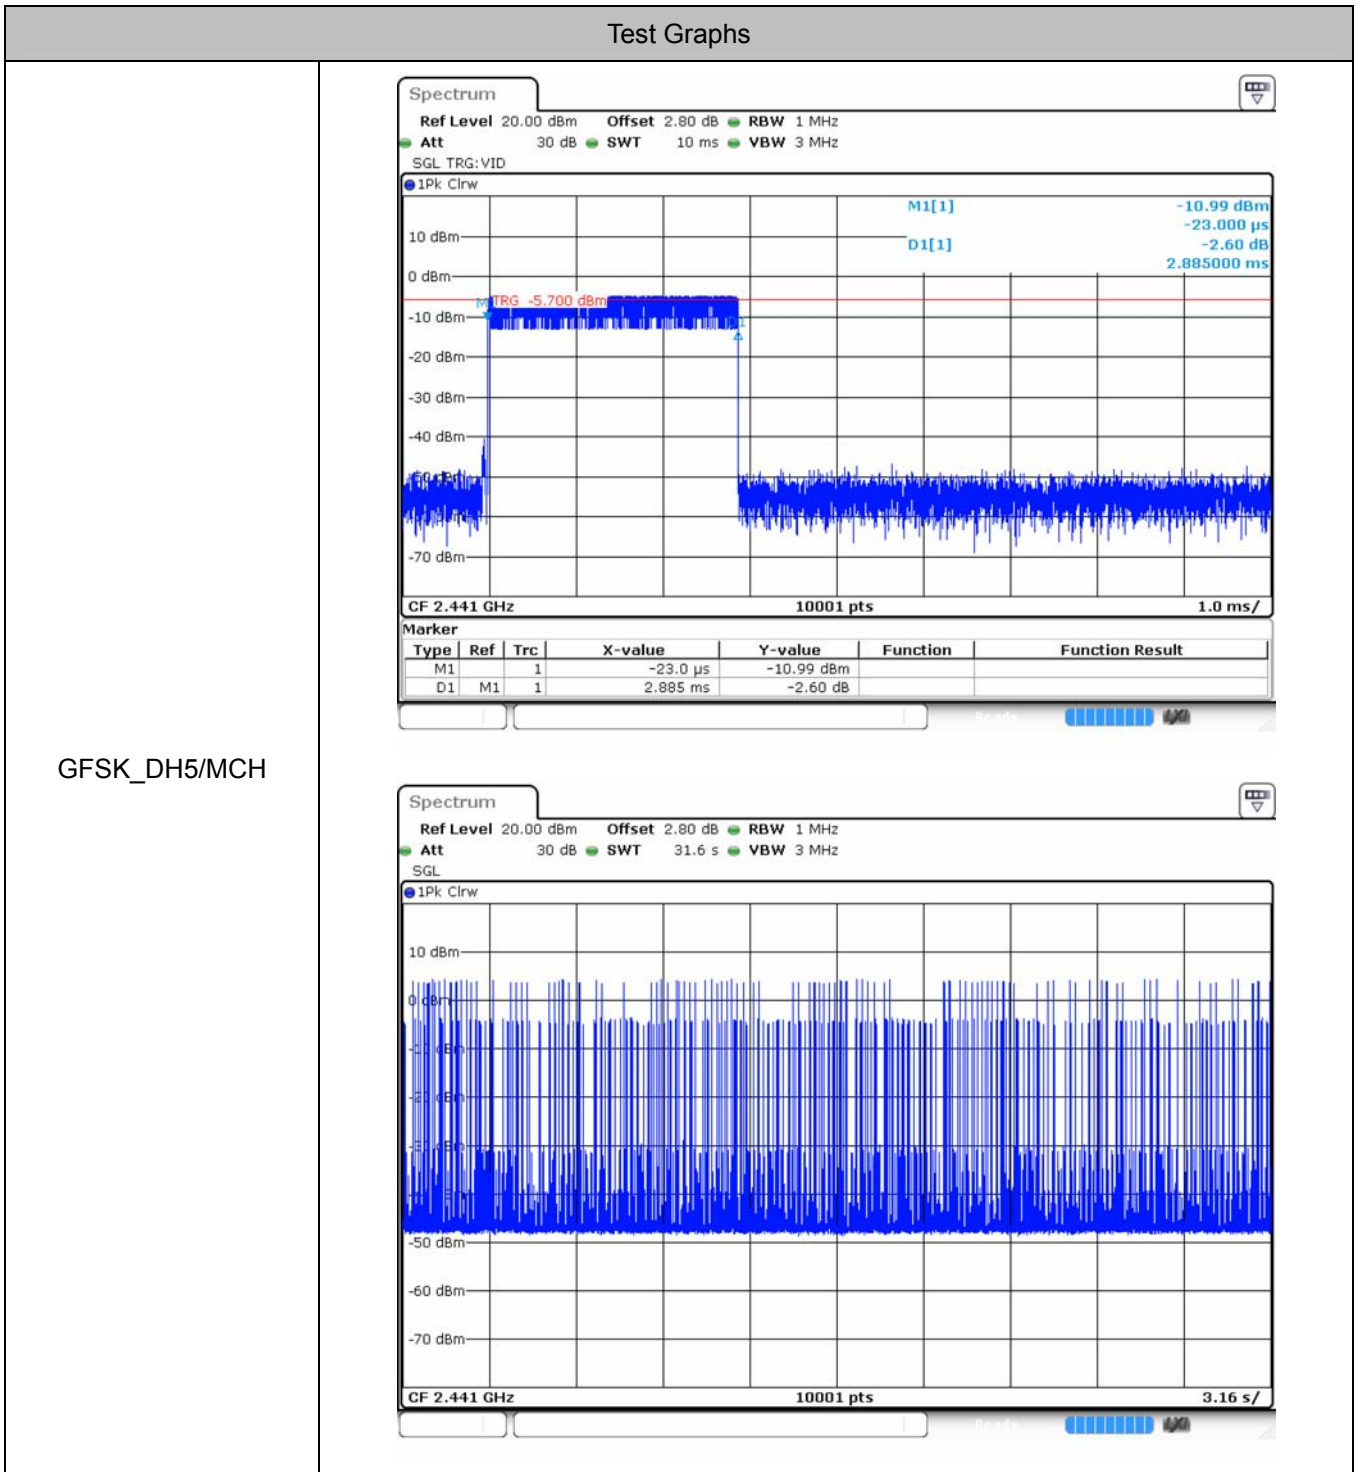 Test Graphs
GFSK_DH5/MCH
Spectrum
Ref Level 20.00 dBm Offset 2.80 dB RBW 1 MHz
Att 30 dB SWT 10 ms VBW 3 MHz
SGL TRG:VID
1Pk Clrw
M1[1] -10.99 dBm
-23.000 µs
10 dBm
D1[1] -2.60 dB
2.885000 ms
0 dBm
TRG -5.700 dBm
-10 dBm
-20 dBm
-30 dBm
-40 dBm
-70 dBm
CF 2.441 GHz 10001 pts 1.0 ms/
Marker
Type Ref Trc X-value Y-value Function Function Result
M1 1 -23.0 µs -10.99 dBm
D1 M1 1 2.885 ms -2.60 dB
Spectrum
Ref Level 20.00 dBm Offset 2.80 dB RBW 1 MHz
Att 30 dB SWT 31.6 s VBW 3 MHz
SGL
1Pk Clrw
10 dBm
0 dBm
-50 dBm
-60 dBm
-70 dBm
CF 2.441 GHz 10001 pts 3.16 s/